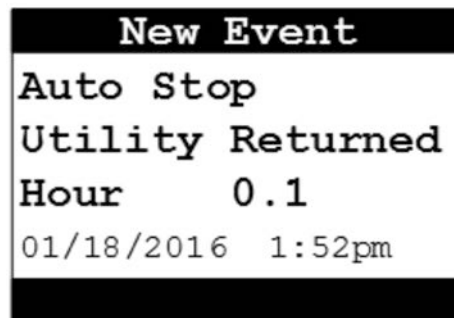 New Event
Auto Stop
Utility Returned
Hour 0.1
01/18/2016 1:52pm